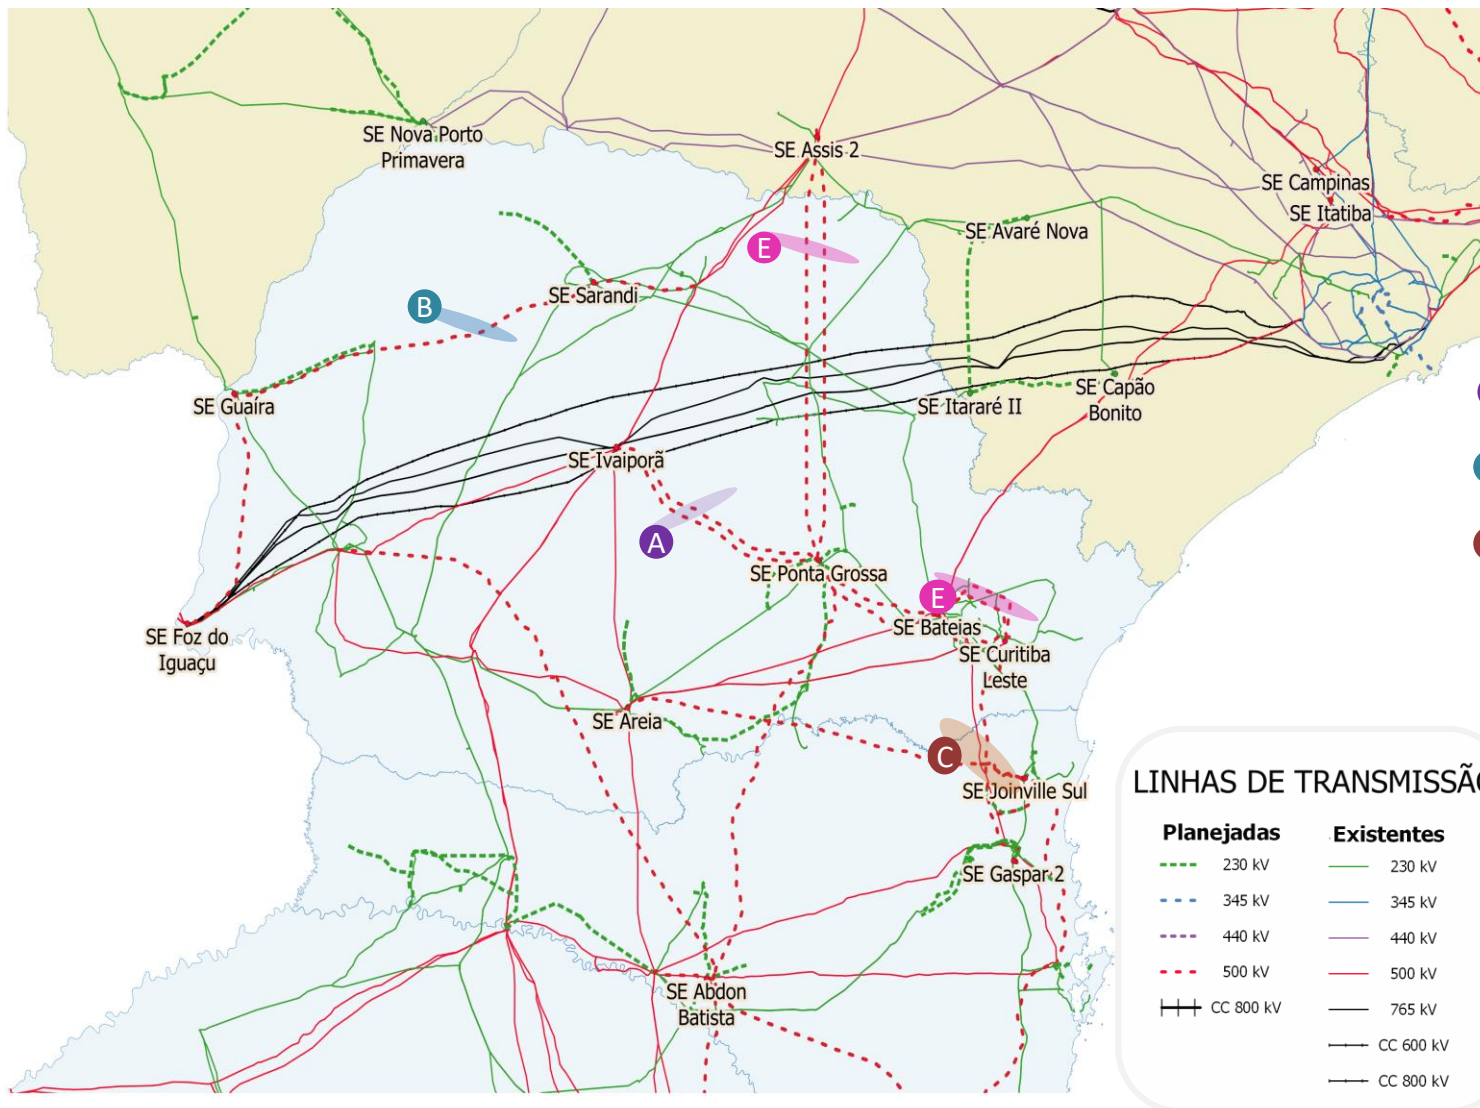 SE Nova Porto
Primavera
SE Assis 2
SE Campinas
SE Itatiba
SE Avaré Nova
E
SE Sarandi
B
SE Guaíra
SE Itararé II
SE Capão
Bonito
SE Ivaiporã
A
SE Ponta Grossa
E
SE Bateias
SE Foz do
Iguaçu
SE Curitiba
Leste
SE Areia
C
SE Joinville Sul
SE Gaspar 2
SE Abdon
Batista
LINHAS DE TRANSMISSÃO
Planejadas
230 kV
345 kV
440 kV
500 kV
CC 800 kV
Existentes
230 kV
345 kV
440 kV
500 kV
765 kV
CC 600 kV
CC 800 kV